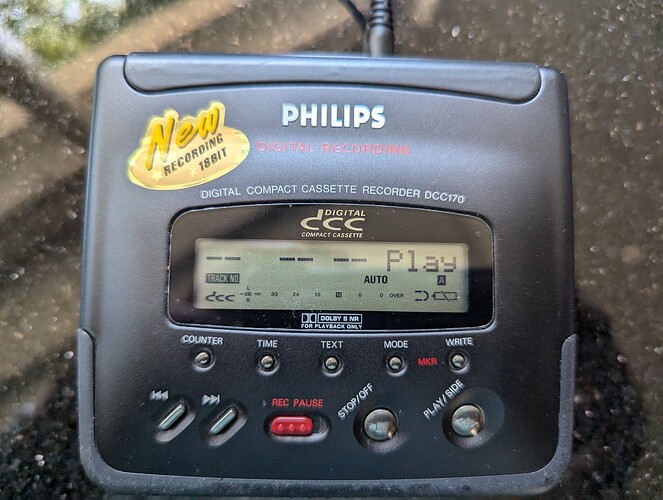 PHILIPS
New
RECORDING
18BIT
DIGITAL RECORDING
DIGITAL COMPACT CASSETTE RECORDER DCC170
DIGITAL
dcc
COMPACT CASSETTE
-- -- -- -- -- Play
TRACK NO
AUTO
A
dcc L R -dB ∞ 30 24 18 12 6 0 OVER
DOLBY B NR
FOR PLAYBACK ONLY
COUNTER TIME TEXT MODE MKR WRITE
REC PAUSE STOP/OFF PLAY/SIDE